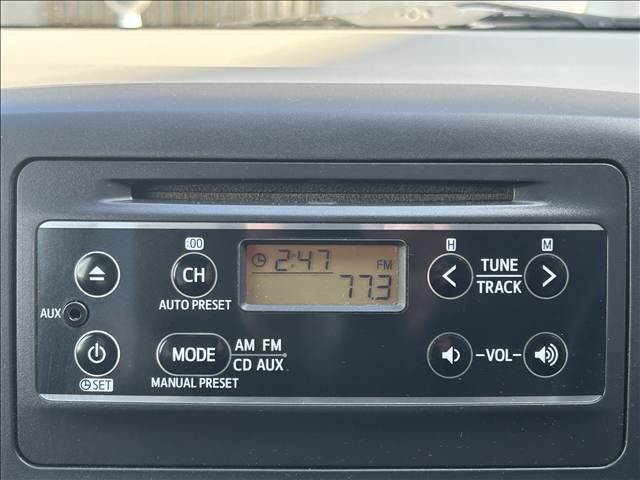 :00
CH
AUTO PRESET
2:47
FM
77.3
H
M
TUNE
TRACK
AUX
SET
MODE
AM FM
CD AUX
MANUAL PRESET
-VOL-